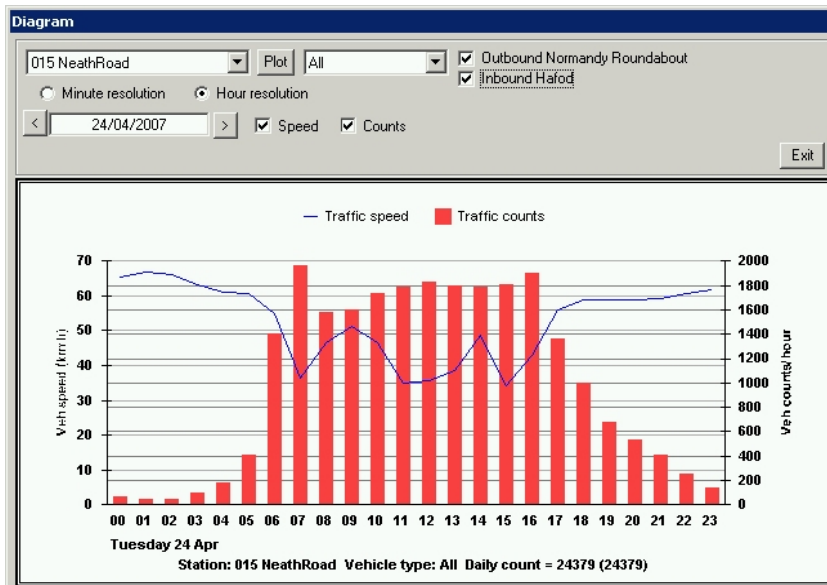 Diagram
015 NeathRoad Plot All Outbound Normandy Roundabout
Inbound Hafod
Minute resolution Hour resolution
< 24/04/2007 > Speed Counts
Exit
Traffic speed Traffic counts
70 2000
60 1800
1600
50 1400
40 1200
1000
30 800
20 600
10 400
200
0 0
Veh speed (km h)
Veh counts/hour
00 01 02 03 04 05 06 07 08 09 10 11 12 13 14 15 16 17 18 19 20 21 22 23
Tuesday 24 Apr
Station: 015 NeathRoad Vehicle type: All Daily count = 24379 (24379)